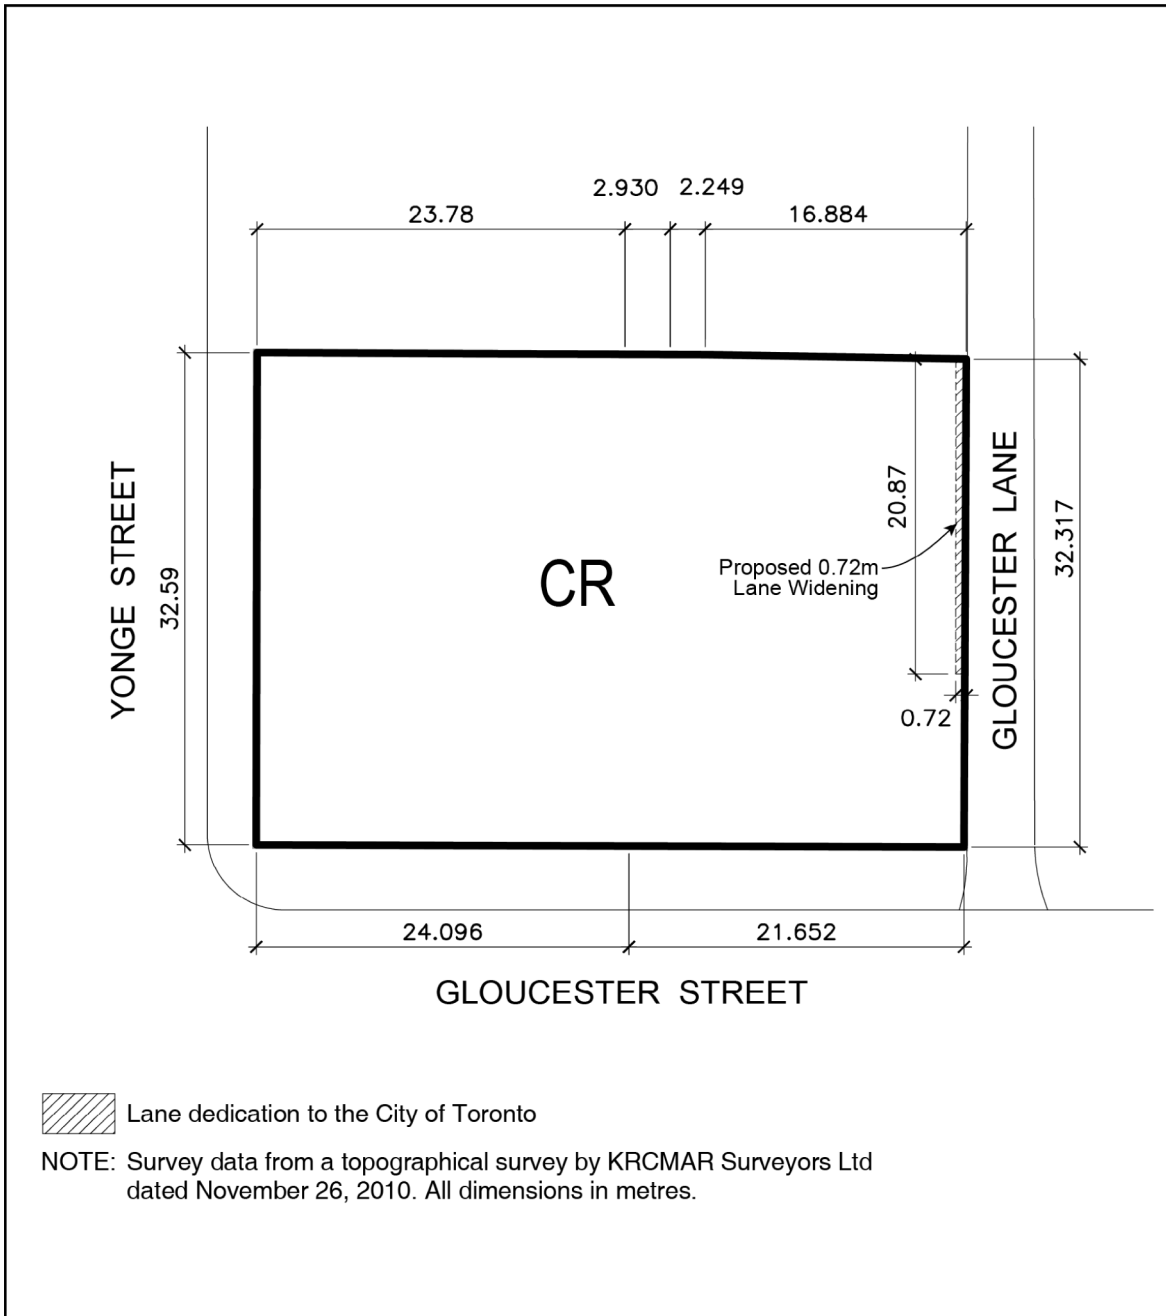 2.930
2.249
23.78
16.884
YONGE STREET
32.59
CR
20.87
Proposed 0.72m
Lane Widening
0.72
GLOUCESTER LANE
32.317
24.096
21.652
GLOUCESTER STREET
Lane dedication to the City of Toronto
NOTE: Survey data from a topographical survey by KRCMAR Surveyors Ltd
dated November 26, 2010. All dimensions in metres.